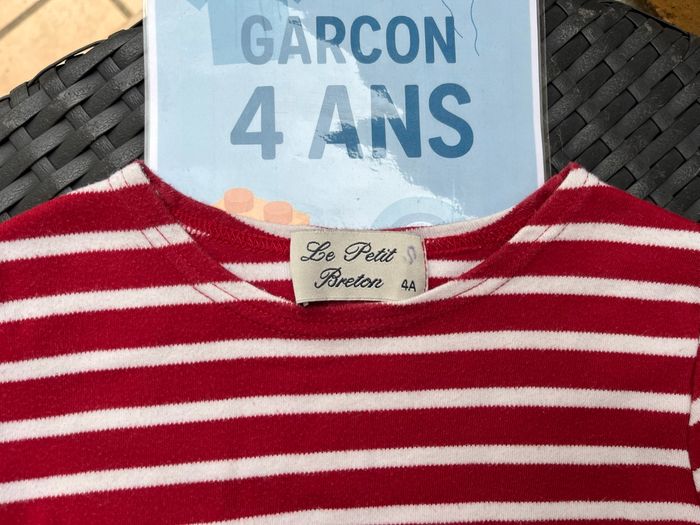 GARCON
4 ANS
Le Petit
Breton 4A